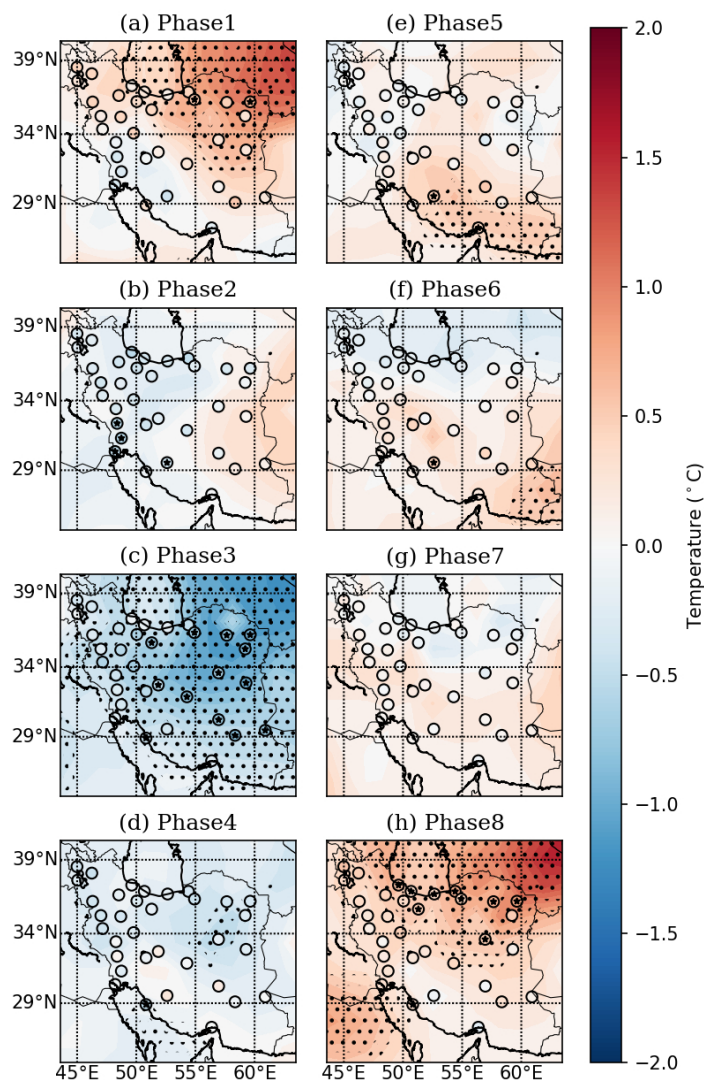 (a) Phase1
(e) Phase5
39°N
34°N
29°N
(b) Phase2
(f) Phase6
39°N
34°N
29°N
(c) Phase3
(g) Phase7
39°N
34°N
29°N
(d) Phase4
(h) Phase8
39°N
34°N
29°N
45°E 50°E 55°E 60°E
45°E 50°E 55°E 60°E
2.0
1.5
1.0
0.5
0.0
−0.5
−1.0
−1.5
−2.0
Temperature (°C)